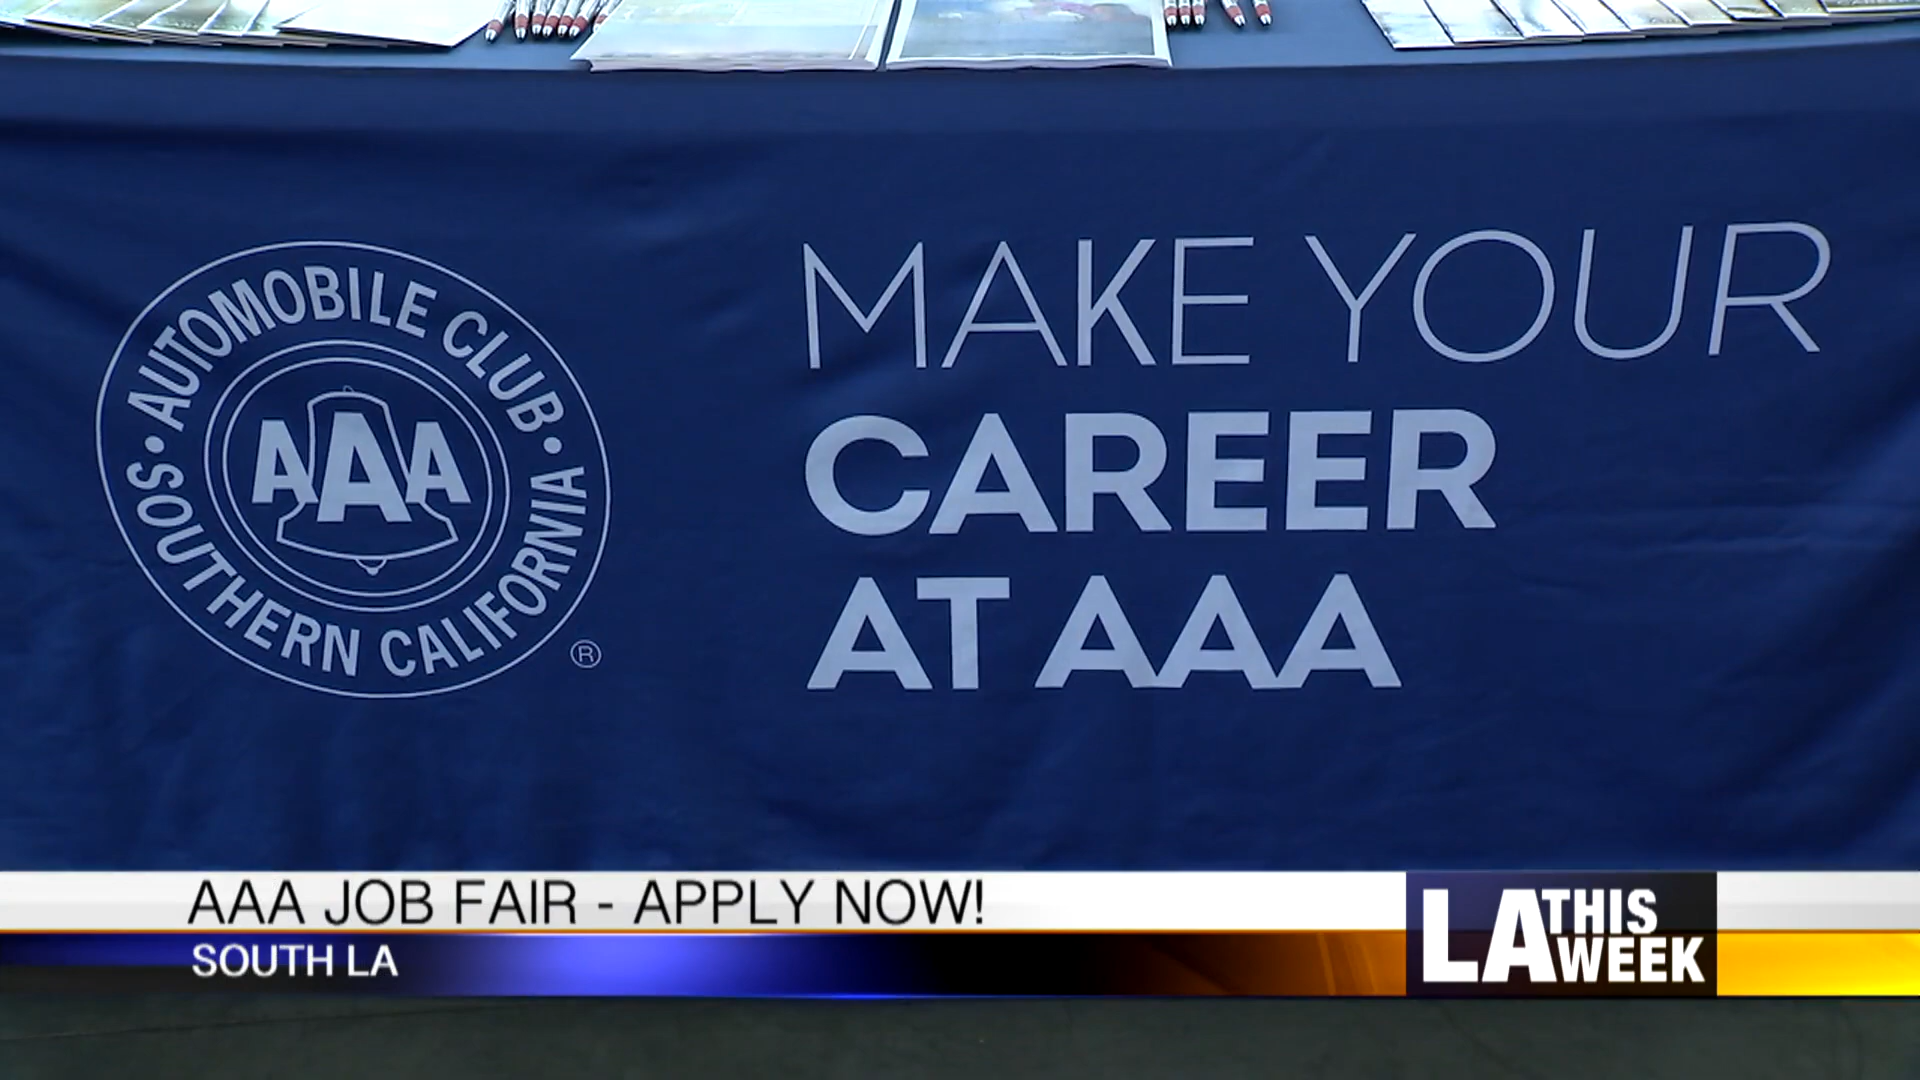 AUTOMOBILE CLUB
• SOUTHERN CALIFORNIA •
AAA
®
MAKE YOUR
CAREER
AT AAA
AAA JOB FAIR - APPLY NOW!
SOUTH LA
LA THIS WEEK